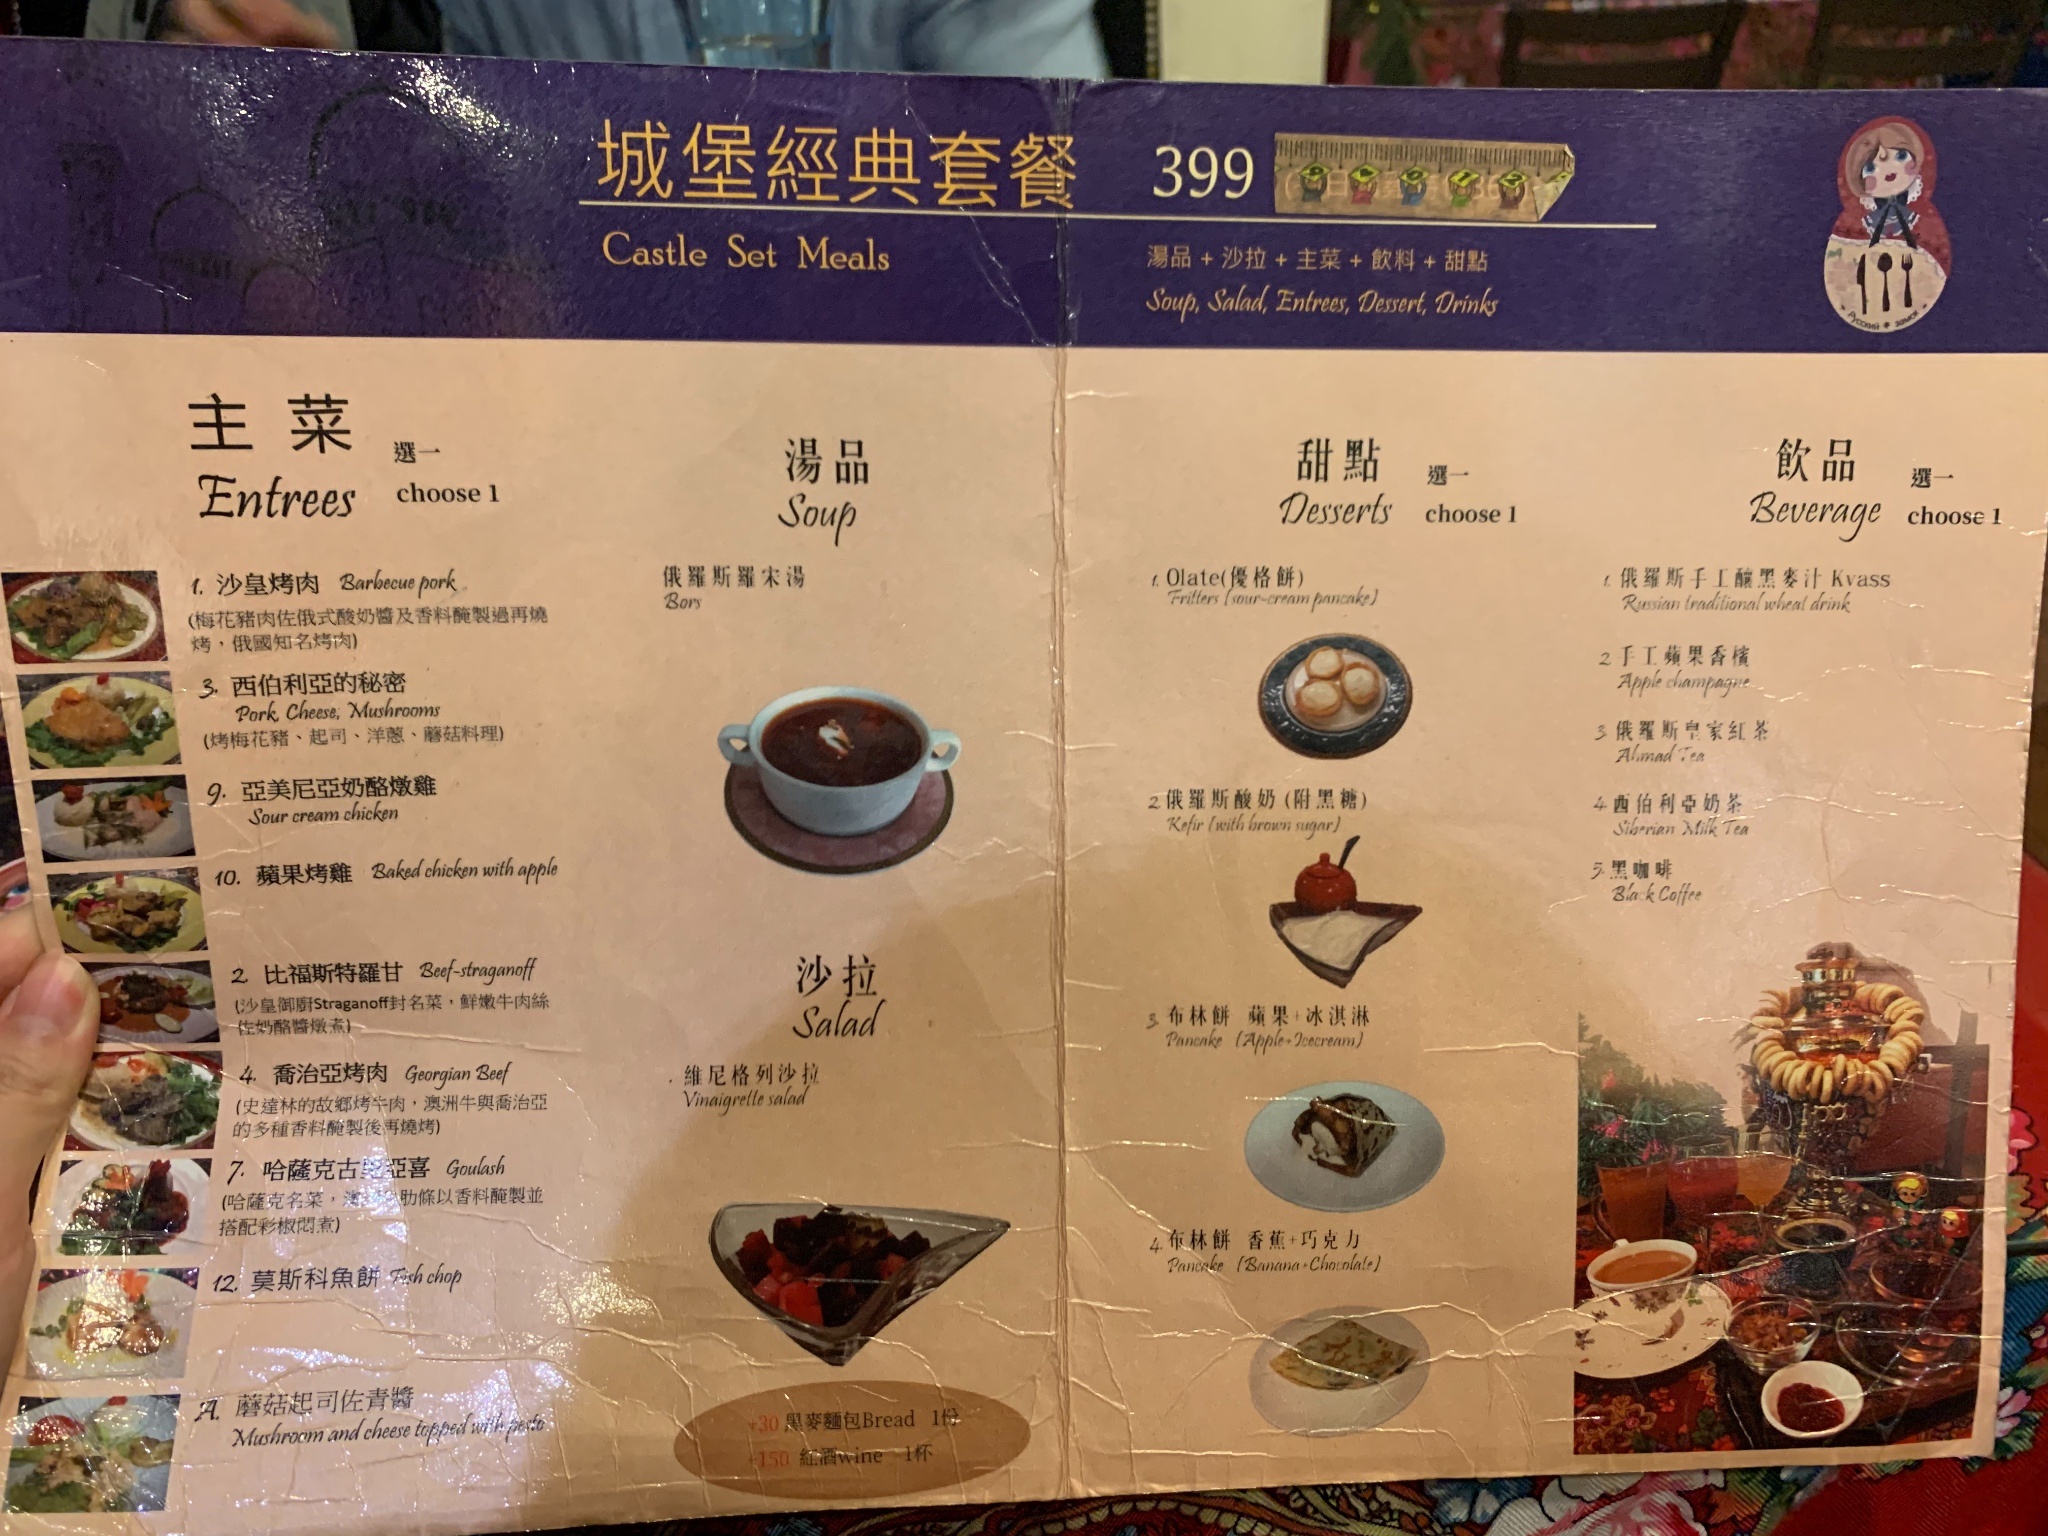 城堡經典套餐
399
Castle Set Meals
湯品 + 沙拉 + 主菜 + 飲料 + 甜點
Soup, Salad, Entrees, Dessert, Drinks
Русский замок
主菜 選一
Entrees choose 1
1. 沙皇烤肉 Barbecue pork
(梅花豬肉佐俄式酸奶醬及香料醃製過再燒
烤，俄國知名烤肉)
3. 西伯利亞的秘密
Pork, Cheese, Mushrooms
(烤梅花豬、起司、洋蔥、蘑菇料理)
9. 亞美尼亞奶酪燉雞
Sour cream chicken
10. 蘋果烤雞 Baked chicken with apple
2. 比福斯特羅甘 Beef-straganoff
(沙皇御廚Straganoff封名菜，鮮嫩牛肉絲
佐奶酪醬燉煮)
4. 喬治亞烤肉 Georgian Beef
(史達林的故鄉烤牛肉，澳洲牛與喬治亞
的多種香料醃製後再燒烤)
7. 哈薩克古 亞喜 Goulash
(哈薩克名菜， 肋條以香料醃製並
搭配彩椒悶煮)
12. 莫斯科魚餅 Fish chop
A. 蘑菇起司佐青醬
Mushroom and cheese topped with pesto
湯品
Soup
俄羅斯羅宋湯
Bors
沙拉
Salad
維尼格列沙拉
Vinaigrette salad
+30 黑麥麵包Bread 1份
+150 紅酒wine 1杯
甜點 選一
Desserts choose 1
1. Olate(優格餅)
Fritters (sour-cream pancake)
2. 俄羅斯酸奶 (附黑糖)
Kefir (with brown sugar)
3. 布林餅 蘋果+冰淇淋
Pancake (Apple+Icecream)
4. 布林餅 香蕉+巧克力
Pancake (Banana+Chocolate)
飲品 選一
Beverage choose 1
1. 俄羅斯手工釀黑麥汁 Kvass
Russian traditional wheat drink
2. 手工蘋果香檳
Apple champagne
3. 俄羅斯皇家紅茶
Ahmad Tea
4. 西伯利亞奶茶
Siberian Milk Tea
5. 黑咖啡
Black Coffee